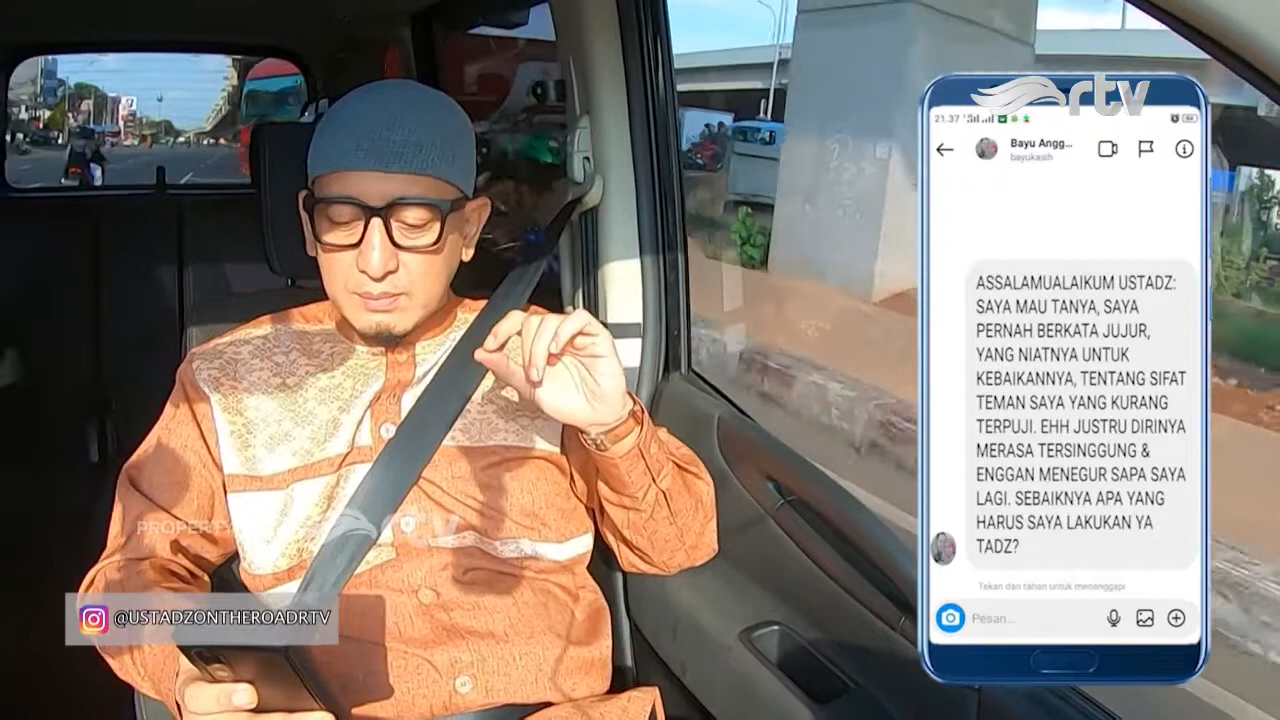 rtv
21.37
Bayu Angg...
bayukasih
ASSALAMUALAIKUM USTADZ:
SAYA MAU TANYA, SAYA
PERNAH BERKATA JUJUR,
YANG NIATNYA UNTUK
KEBAIKANNYA, TENTANG SIFAT
TEMAN SAYA YANG KURANG
TERPUJI. EHH JUSTRU DIRINYA
MERASA TERSINGGUNG &
ENGGAN MENEGUR SAPA SAYA
LAGI. SEBAIKNYA APA YANG
HARUS SAYA LAKUKAN YA
TADZ?
Tekan dan tahan untuk menanggapi
Pesan...
rtv
@USTADZONTHEROADRTV